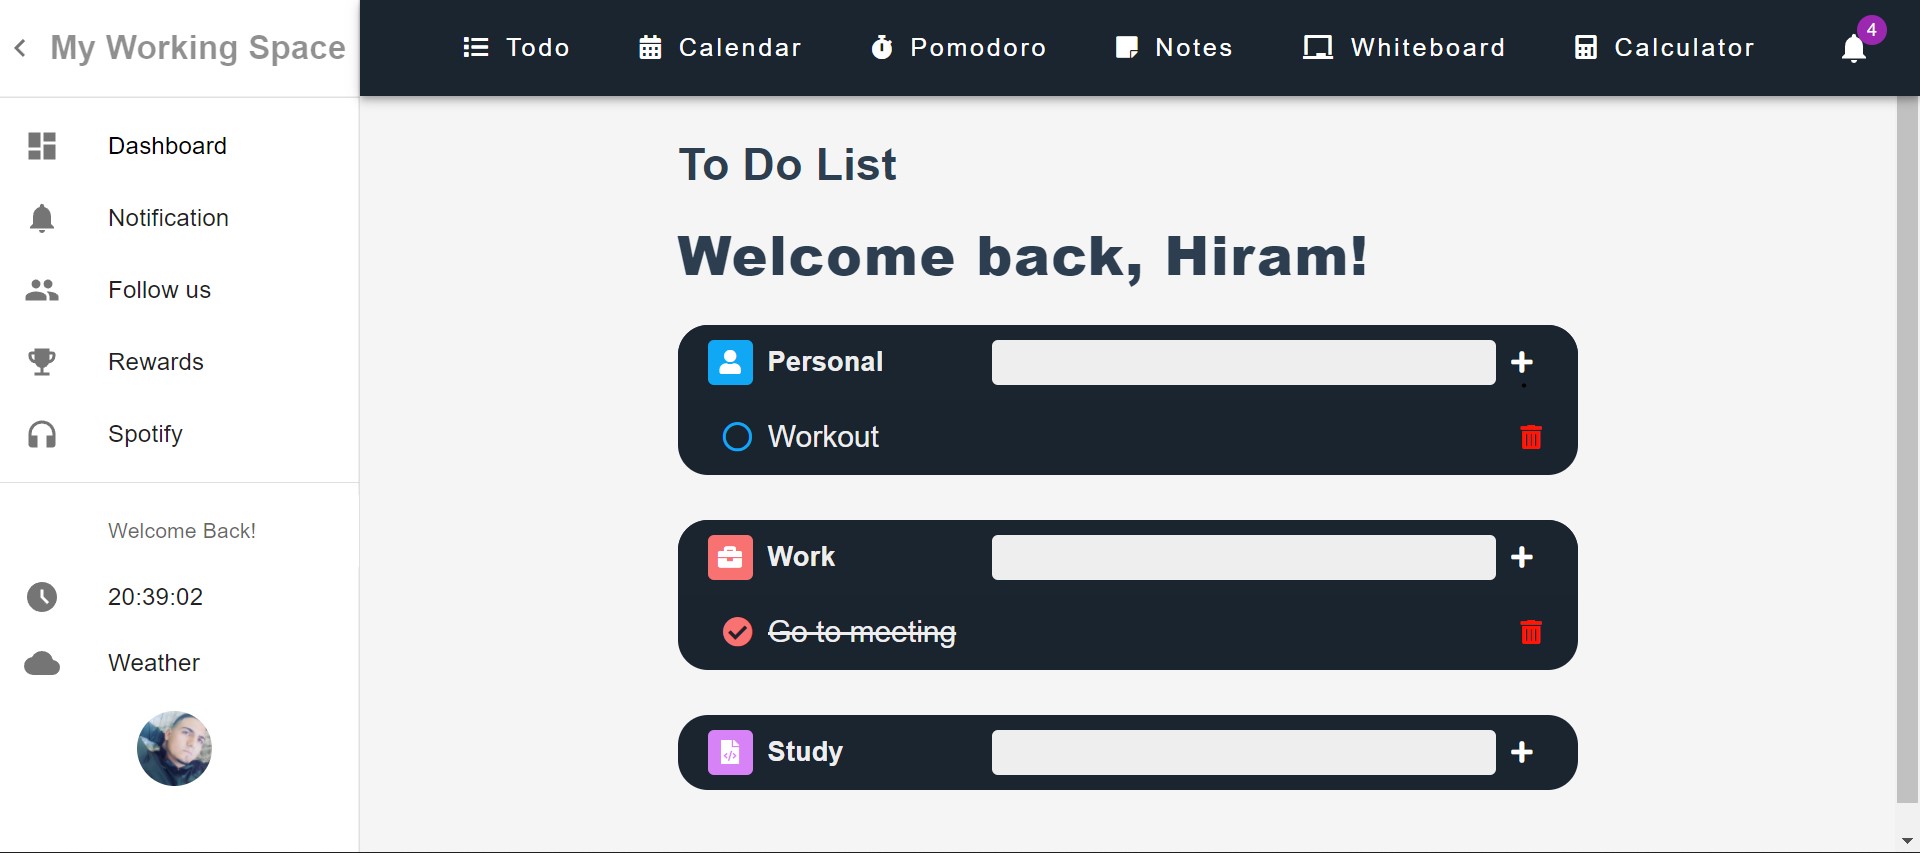 My Working Space
Todo
Calendar
Pomodoro
Notes
Whiteboard
Calculator
4
Dashboard
Notification
Follow us
Rewards
Spotify
Welcome Back!
20:39:02
Weather
To Do List
Welcome back, Hiram!
Personal
Workout
Work
Go to meeting
Study